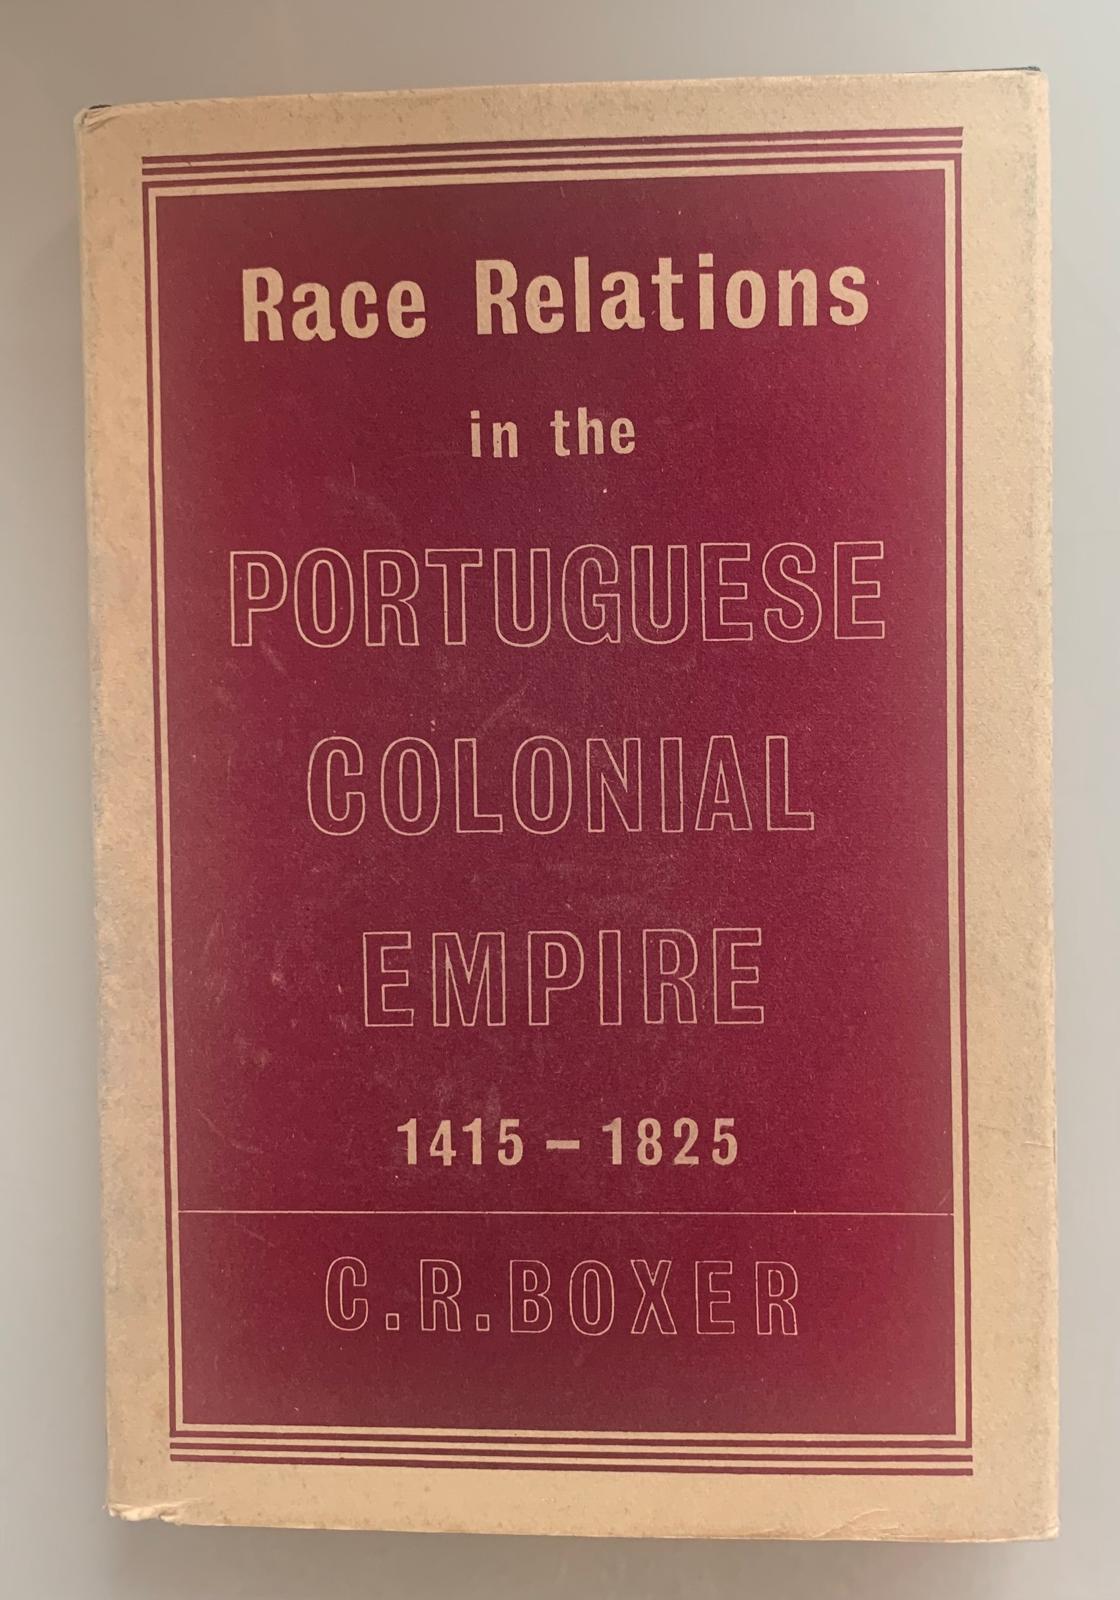 Race Relations
in the
PORTUGUESE
COLONIAL
EMPIRE
1415 – 1825
C.R.BOXER